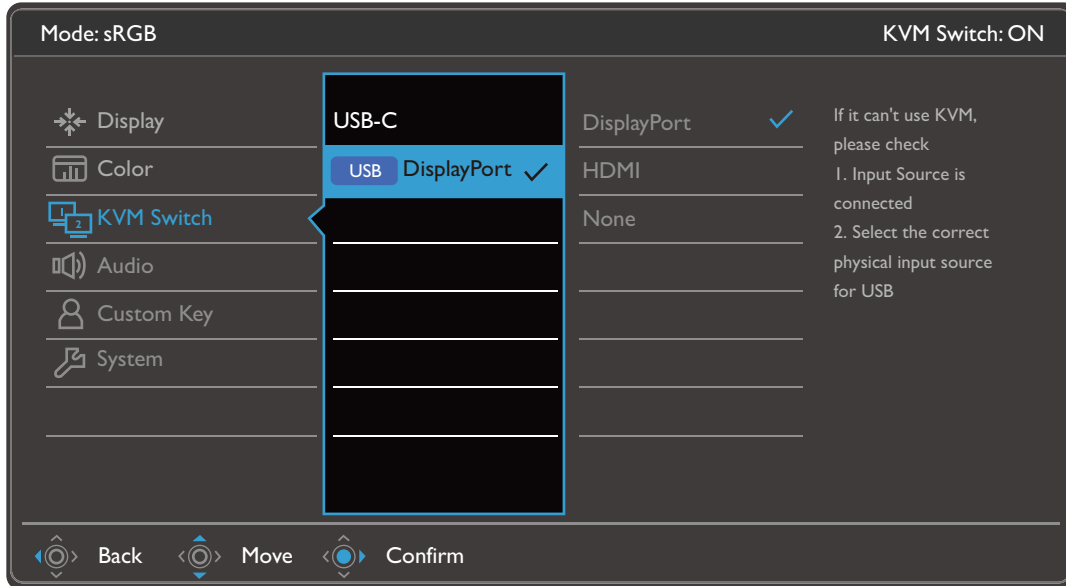 Mode: sRGB
KVM Switch: ON
Display
Color
1 2 KVM Switch
Audio
Custom Key
System
USB-C
USB DisplayPort
DisplayPort
HDMI
None
If it can't use KVM,
please check
1. Input Source is
connected
2. Select the correct
physical input source
for USB
Back
Move
Confirm